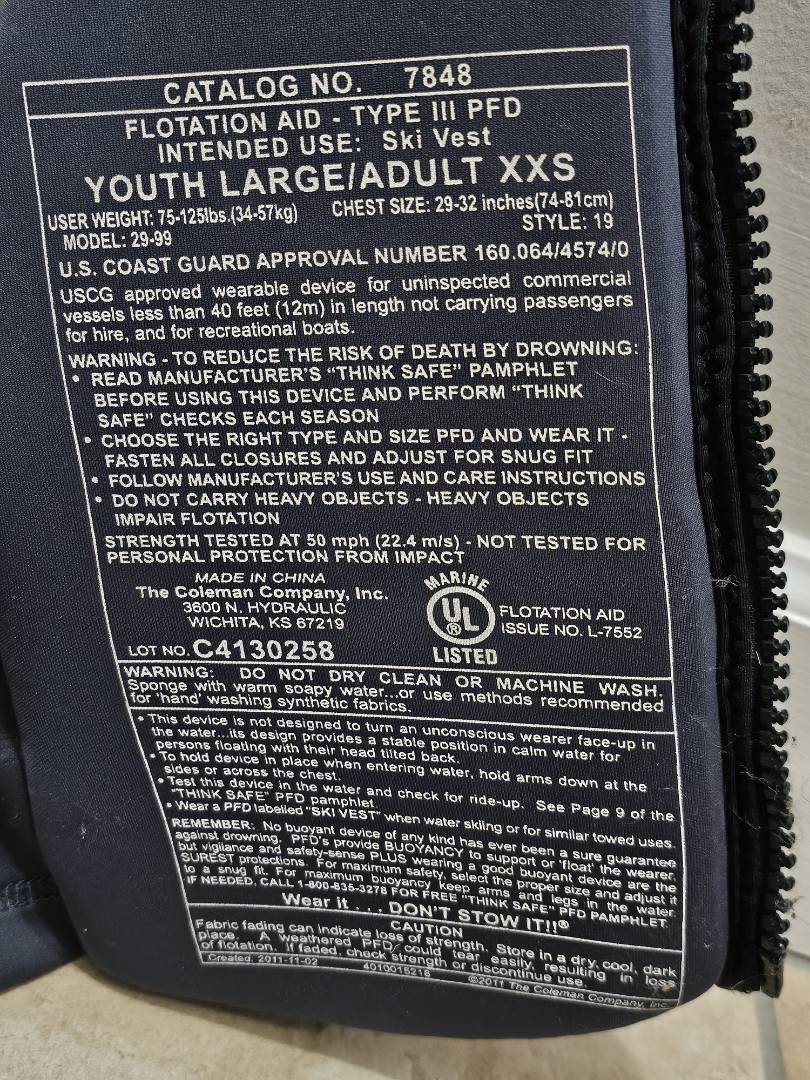 CATALOG NO. 7848
FLOTATION AID - TYPE III PFD
INTENDED USE: Ski Vest
YOUTH LARGE/ADULT XXS
USER WEIGHT: 75-125lbs.(34-57kg) CHEST SIZE: 29-32 inches(74-81cm)
MODEL: 29-99 STYLE: 19
U.S. COAST GUARD APPROVAL NUMBER 160.064/4574/0
USCG approved wearable device for uninspected commercial
vessels less than 40 feet (12m) in length not carrying passengers
for hire, and for recreational boats.
WARNING - TO REDUCE THE RISK OF DEATH BY DROWNING:
• READ MANUFACTURER'S "THINK SAFE" PAMPHLET
BEFORE USING THIS DEVICE AND PERFORM "THINK
SAFE" CHECKS EACH SEASON
• CHOOSE THE RIGHT TYPE AND SIZE PFD AND WEAR IT -
FASTEN ALL CLOSURES AND ADJUST FOR SNUG FIT
• FOLLOW MANUFACTURER'S USE AND CARE INSTRUCTIONS
• DO NOT CARRY HEAVY OBJECTS - HEAVY OBJECTS
IMPAIR FLOTATION
STRENGTH TESTED AT 50 mph (22.4 m/s) - NOT TESTED FOR
PERSONAL PROTECTION FROM IMPACT
MADE IN CHINA
The Coleman Company, Inc.
3600 N. HYDRAULIC
WICHITA, KS 67219
LOT NO. C4130258
MARINE
UL ®
LISTED
FLOTATION AID
ISSUE NO. L-7552
WARNING: DO NOT DRY CLEAN OR MACHINE WASH.
Sponge with warm soapy water...or use methods recommended
for 'hand' washing synthetic fabrics.
• This device is not designed to turn an unconscious wearer face-up in
the water...its design provides a stable position in calm water for
persons floating with their head tilted back.
• To hold device in place when entering water, hold arms down at the
sides or across the chest.
• Test this device in the water and check for ride-up. See Page 9 of the
"THINK SAFE" PFD pamphlet.
• Wear a PFD labelled "SKI VEST" when water skiing or for similar towed uses.
REMEMBER: No buoyant device of any kind has ever been a sure guarantee
against drowning. PFD's provide BUOYANCY to support or 'float' the wearer,
but vigilance and safety-sense PLUS wearing a good buoyant device are the
SUREST protections. For maximum safety, select the proper size and adjust it
to a snug fit. For maximum buoyancy keep arms and legs in the water.
IF NEEDED, CALL 1-800-835-3278 FOR FREE "THINK SAFE" PFD PAMPHLET.
Wear it . . . DON'T STOW IT!!®
CAUTION
Fabric fading can indicate loss of strength. Store in a dry, cool, dark
place. A weathered PFD could tear easily, resulting in loss
of flotation. If faded, check strength or discontinue use.
Created: 2011-11-02 4010015218 ©2011 The Coleman Company, Inc.